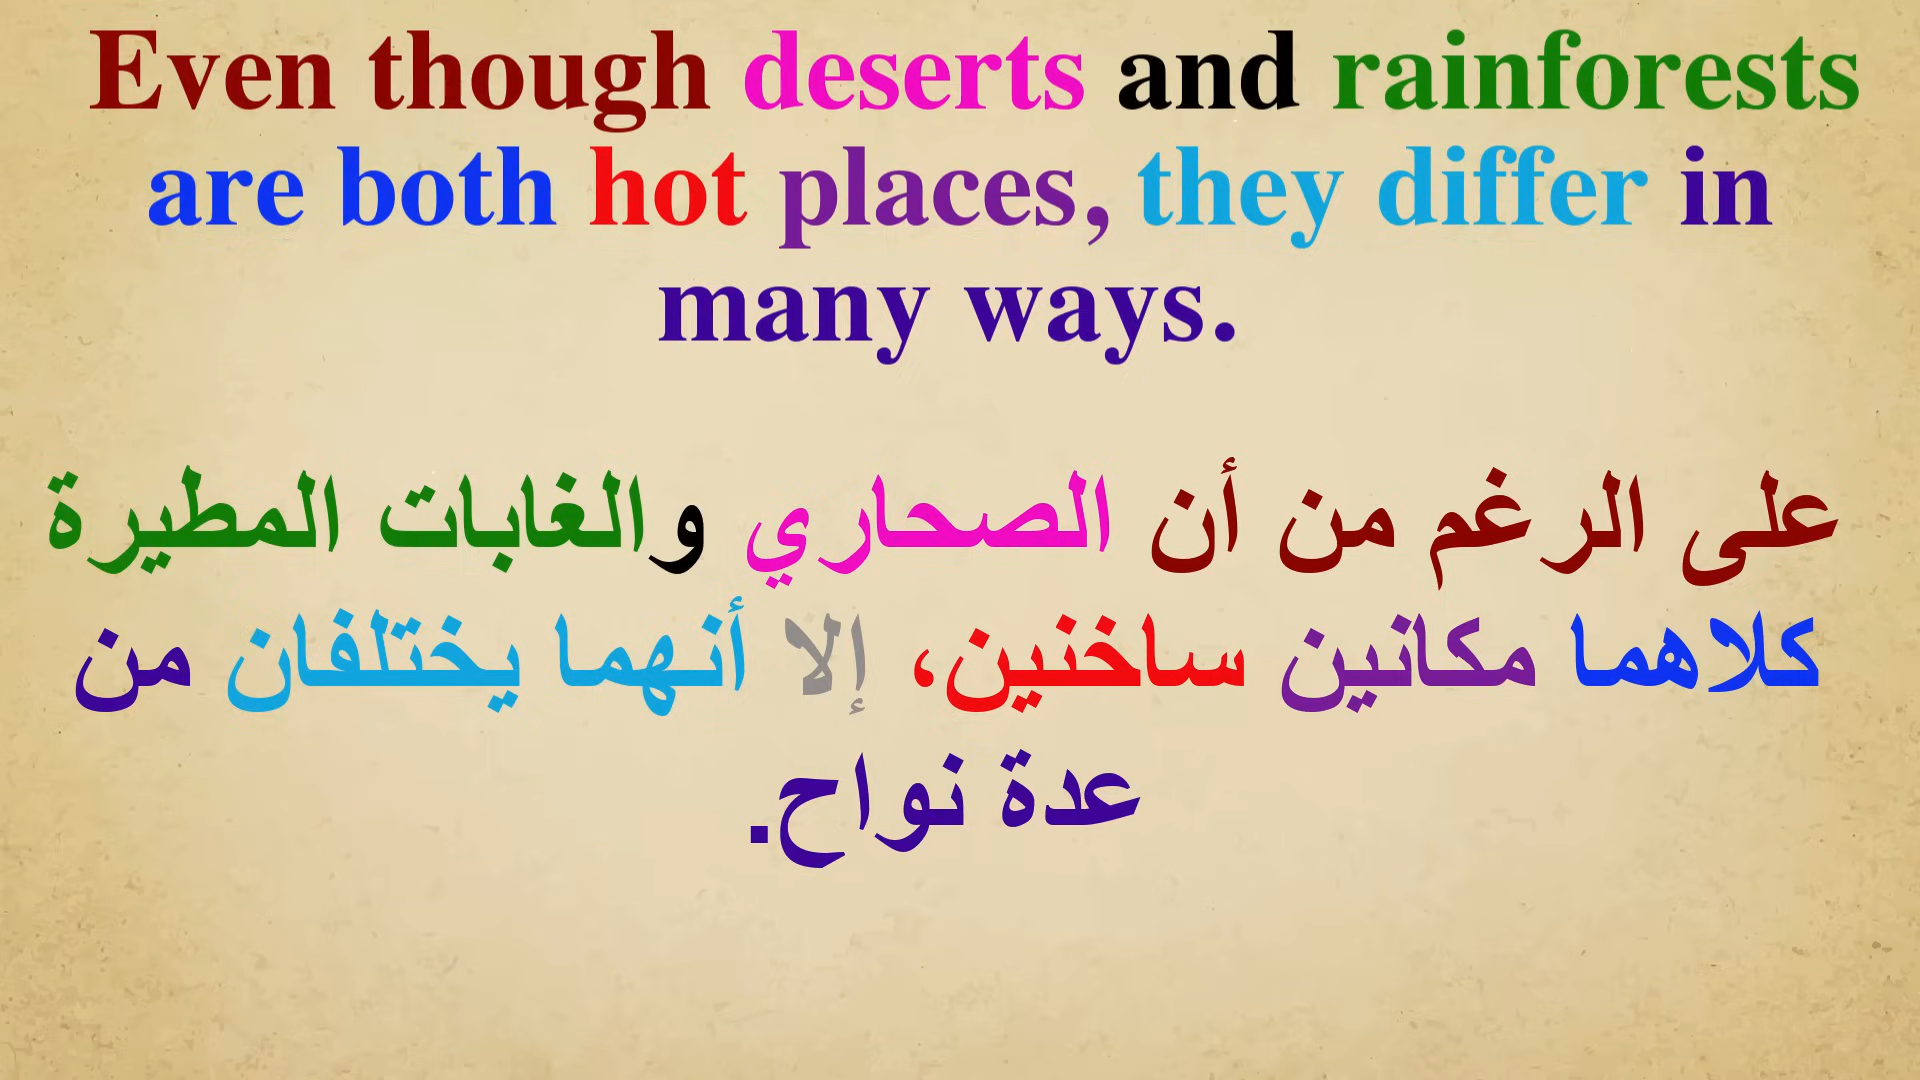 Even though deserts and rainforests
are both hot places, they differ in
many ways.
على الرغم من أن الصحاري والغابات المطيرة
كلاهما مكانين ساخنين، إلا أنهما يختلفان من
عدة نواح.